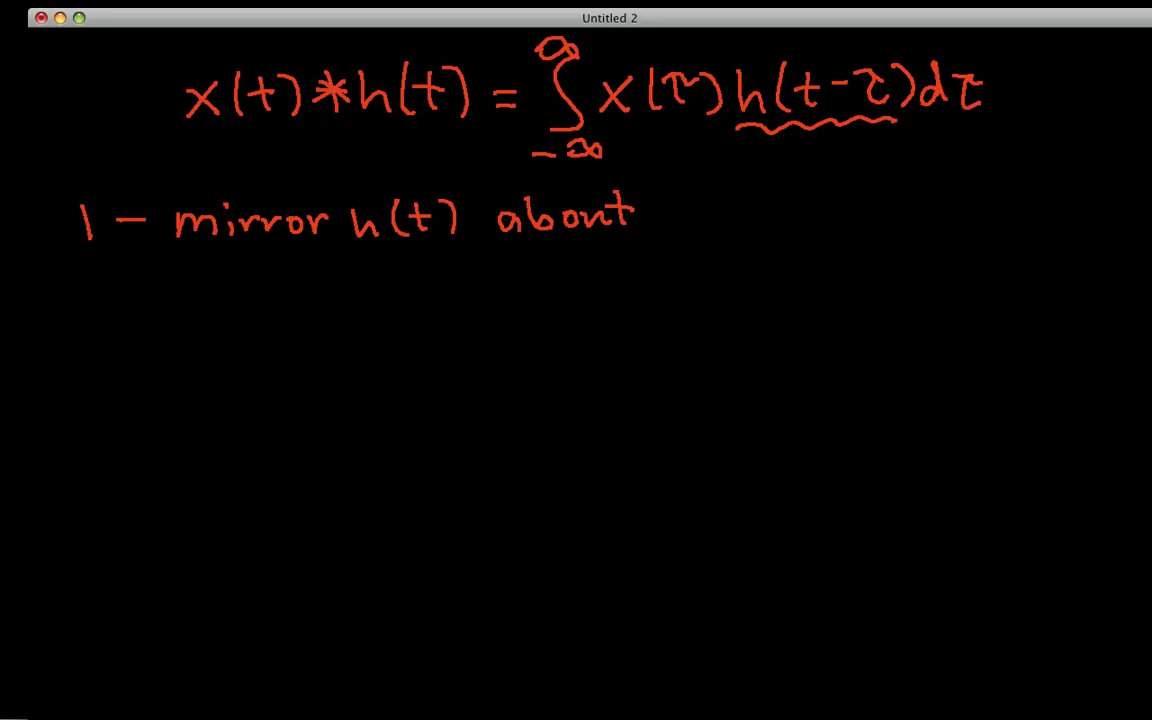 Untitled 2
x(t)*h(t) = ∫_{-∞}^{∞} x(τ) h(t-τ)dτ
1 - mirror h(t) about